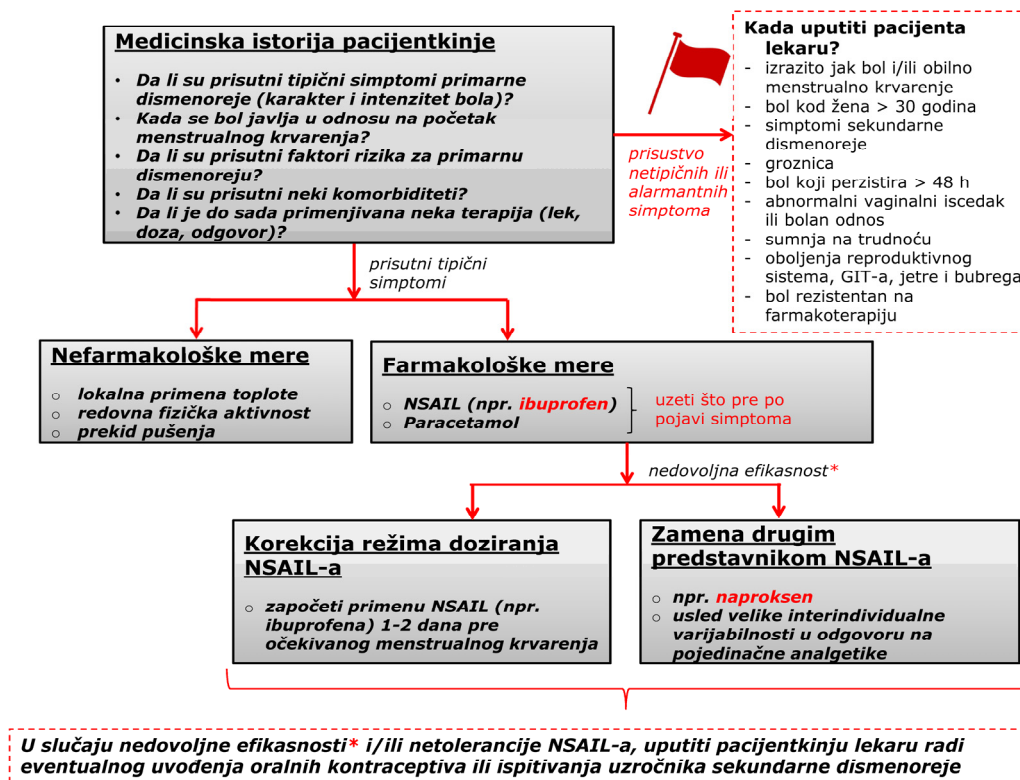 Medicinska istorija pacijentkinje
• Da li su prisutni tipični simptomi primarne
dismenoreje (karakter i intenzitet bola)?
• Kada se bol javlja u odnosu na početak
menstrualnog krvarenja?
• Da li su prisutni faktori rizika za primarnu
dismenoreju?
• Da li su prisutni neki komorbiditeti?
• Da li je do sada primenjivana neka terapija (lek,
doza, odgovor)?
prisustvo
netipičnih ili
alarmantnih
simptoma
Kada uputiti pacijenta
lekaru?
- izrazito jak bol i/ili obilno
menstrualno krvarenje
- bol kod žena > 30 godina
- simptomi sekundarne
dismenoreje
- groznica
- bol koji perzistira > 48 h
- abnormalni vaginalni iscedak
ili bolan odnos
- sumnja na trudnoću
- oboljenja reproduktivnog
sistema, GIT-a, jetre i bubrega
- bol rezistentan na
farmakoterapiju
prisutni tipični
simptomi
Nefarmakološke mere
o lokalna primena toplote
o redovna fizička aktivnost
o prekid pušenja
Farmakološke mere
o NSAIL (npr. ibuprofen)
o Paracetamol
uzeti što pre po
pojavi simptoma
nedovoljna efikasnost*
Korekcija režima doziranja
NSAIL-a
o započeti primenu NSAIL (npr.
ibuprofena) 1-2 dana pre
očekivanog menstrualnog krvarenja
Zamena drugim
predstavnikom NSAIL-a
o npr. naproksen
o usled velike interindividualne
varijabilnosti u odgovoru na
pojedinačne analgetike
U slučaju nedovoljne efikasnosti* i/ili netolerancije NSAIL-a, uputiti pacijentkinju lekaru radi
eventualnog uvođenja oralnih kontraceptiva ili ispitivanja uzročnika sekundarne dismenoreje